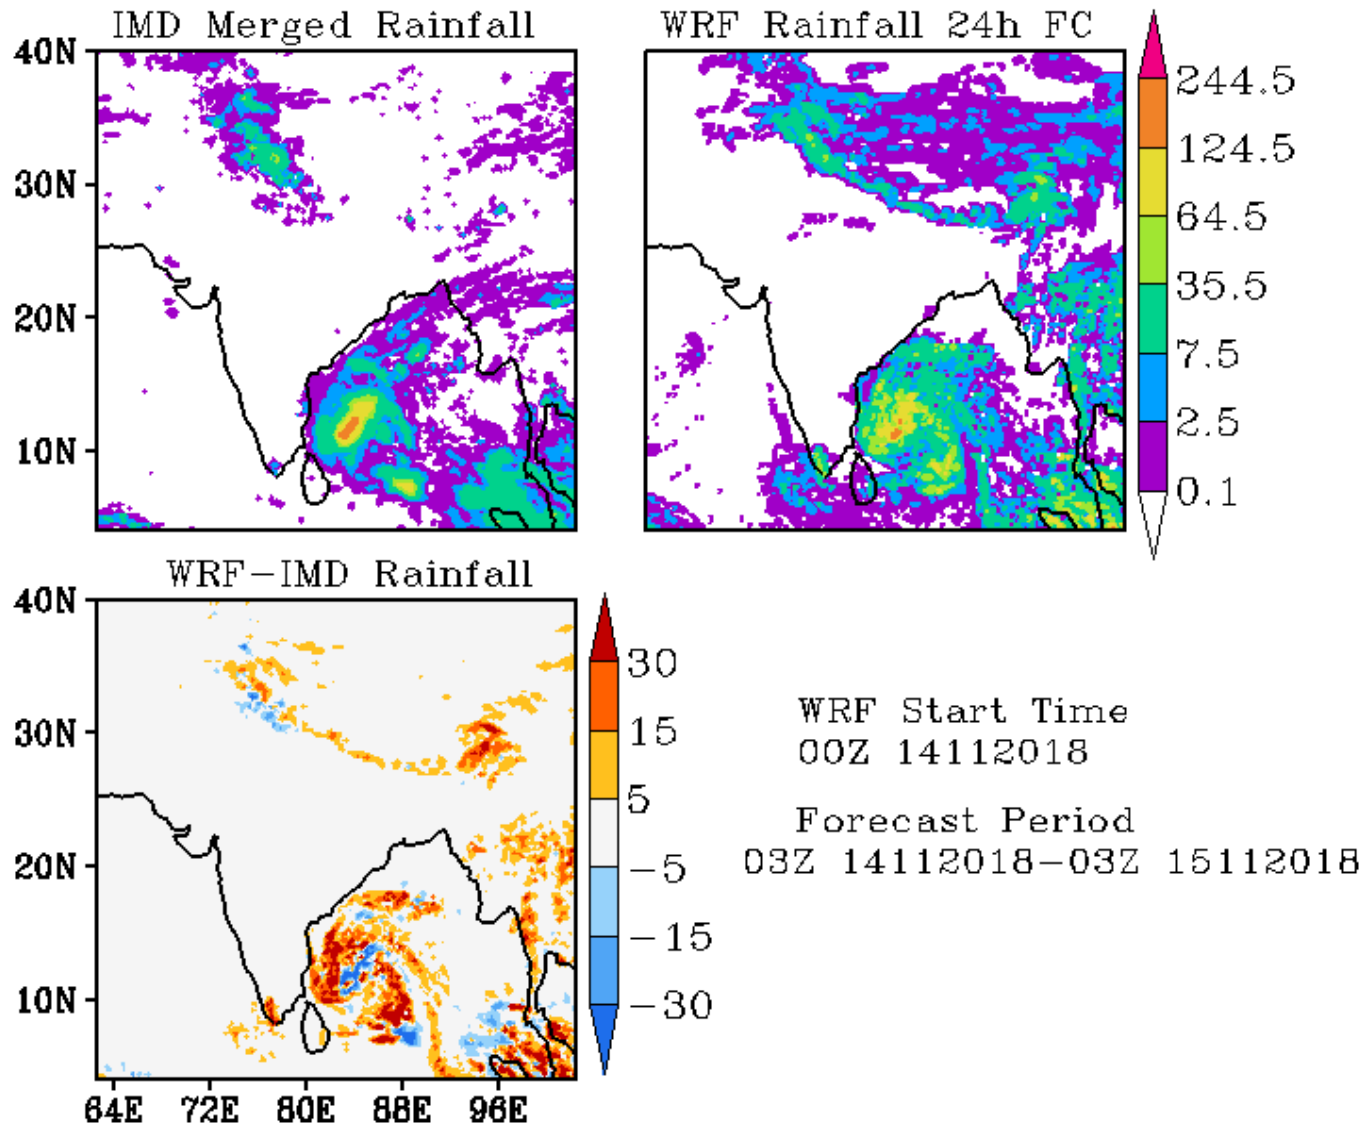 IMD Merged Rainfall
WRF Rainfall 24h FC
40N
30N
20N
10N
244.5
124.5
64.5
35.5
7.5
2.5
0.1
WRF-IMD Rainfall
40N
30N
20N
10N
64E 72E 80E 88E 96E
30
15
5
-5
-15
-30
WRF Start Time
00Z 14112018
Forecast Period
03Z 14112018-03Z 15112018